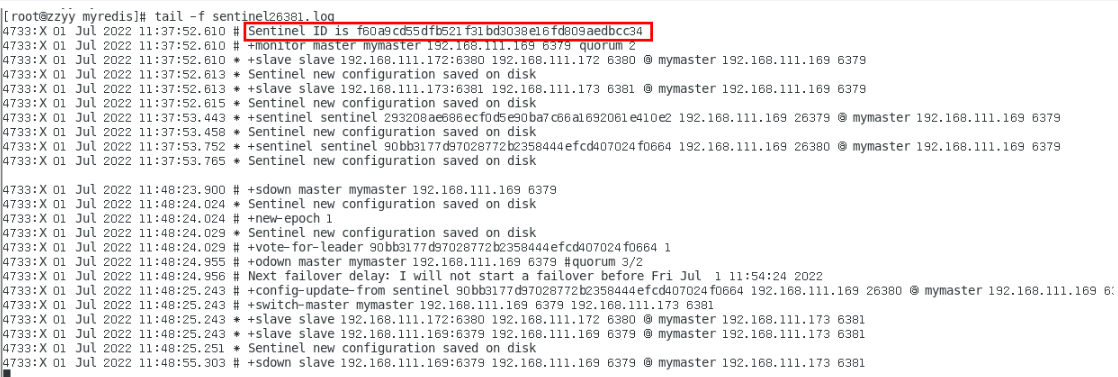 [root@zzyy myredis]# tail -f sentinel26381.log
4733:X 01 Jul 2022 11:37:52.610 # Sentinel ID is f60a9cd55dfb521f31bd3038e16fd809aedbcc34
4733:X 01 Jul 2022 11:37:52.610 # +monitor master mymaster 192.168.111.169 6379 quorum 2
4733:X 01 Jul 2022 11:37:52.610 * +slave slave 192.168.111.172:6380 192.168.111.172 6380 @ mymaster 192.168.111.169 6379
4733:X 01 Jul 2022 11:37:52.613 * Sentinel new configuration saved on disk
4733:X 01 Jul 2022 11:37:52.613 * +slave slave 192.168.111.173:6381 192.168.111.173 6381 @ mymaster 192.168.111.169 6379
4733:X 01 Jul 2022 11:37:52.615 * Sentinel new configuration saved on disk
4733:X 01 Jul 2022 11:37:53.443 * +sentinel sentinel 293208ae686ecf0d5e90ba7c66a1692061e410e2 192.168.111.169 26379 @ mymaster 192.168.111.169 6379
4733:X 01 Jul 2022 11:37:53.458 * Sentinel new configuration saved on disk
4733:X 01 Jul 2022 11:37:53.752 * +sentinel sentinel 90bb3177d97028772b2358444efcd407024f0664 192.168.111.169 26380 @ mymaster 192.168.111.169 6379
4733:X 01 Jul 2022 11:37:53.765 * Sentinel new configuration saved on disk
4733:X 01 Jul 2022 11:48:23.900 # +sdown master mymaster 192.168.111.169 6379
4733:X 01 Jul 2022 11:48:24.024 * Sentinel new configuration saved on disk
4733:X 01 Jul 2022 11:48:24.024 # +new-epoch 1
4733:X 01 Jul 2022 11:48:24.029 * Sentinel new configuration saved on disk
4733:X 01 Jul 2022 11:48:24.029 # +vote-for-leader 90bb3177d97028772b2358444efcd407024f0664 1
4733:X 01 Jul 2022 11:48:24.955 # +odown master mymaster 192.168.111.169 6379 #quorum 3/2
4733:X 01 Jul 2022 11:48:24.956 # Next failover delay: I will not start a failover before Fri Jul  1 11:54:24 2022
4733:X 01 Jul 2022 11:48:25.243 # +config-update-from sentinel 90bb3177d97028772b2358444efcd407024f0664 192.168.111.169 26380 @ mymaster 192.168.111.169 6
4733:X 01 Jul 2022 11:48:25.243 # +switch-master mymaster 192.168.111.169 6379 192.168.111.173 6381
4733:X 01 Jul 2022 11:48:25.243 * +slave slave 192.168.111.172:6380 192.168.111.172 6380 @ mymaster 192.168.111.173 6381
4733:X 01 Jul 2022 11:48:25.243 * +slave slave 192.168.111.169:6379 192.168.111.169 6379 @ mymaster 192.168.111.173 6381
4733:X 01 Jul 2022 11:48:25.251 * Sentinel new configuration saved on disk
4733:X 01 Jul 2022 11:48:55.303 # +sdown slave 192.168.111.169:6379 192.168.111.169 6379 @ mymaster 192.168.111.173 6381